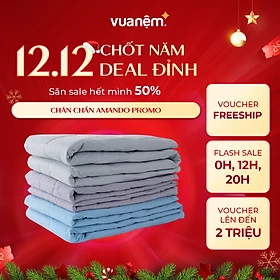 vuanệm
12.12 CHỐT NĂM
DEAL ĐỈNH
Săn sale hết mình 50%
CHĂN CHẦN AMANDO PROMO
VOUCHER
FREESHIP
FLASH SALE
0H, 12H,
20H
VOUCHER
LÊN ĐẾN
2 TRIỆU